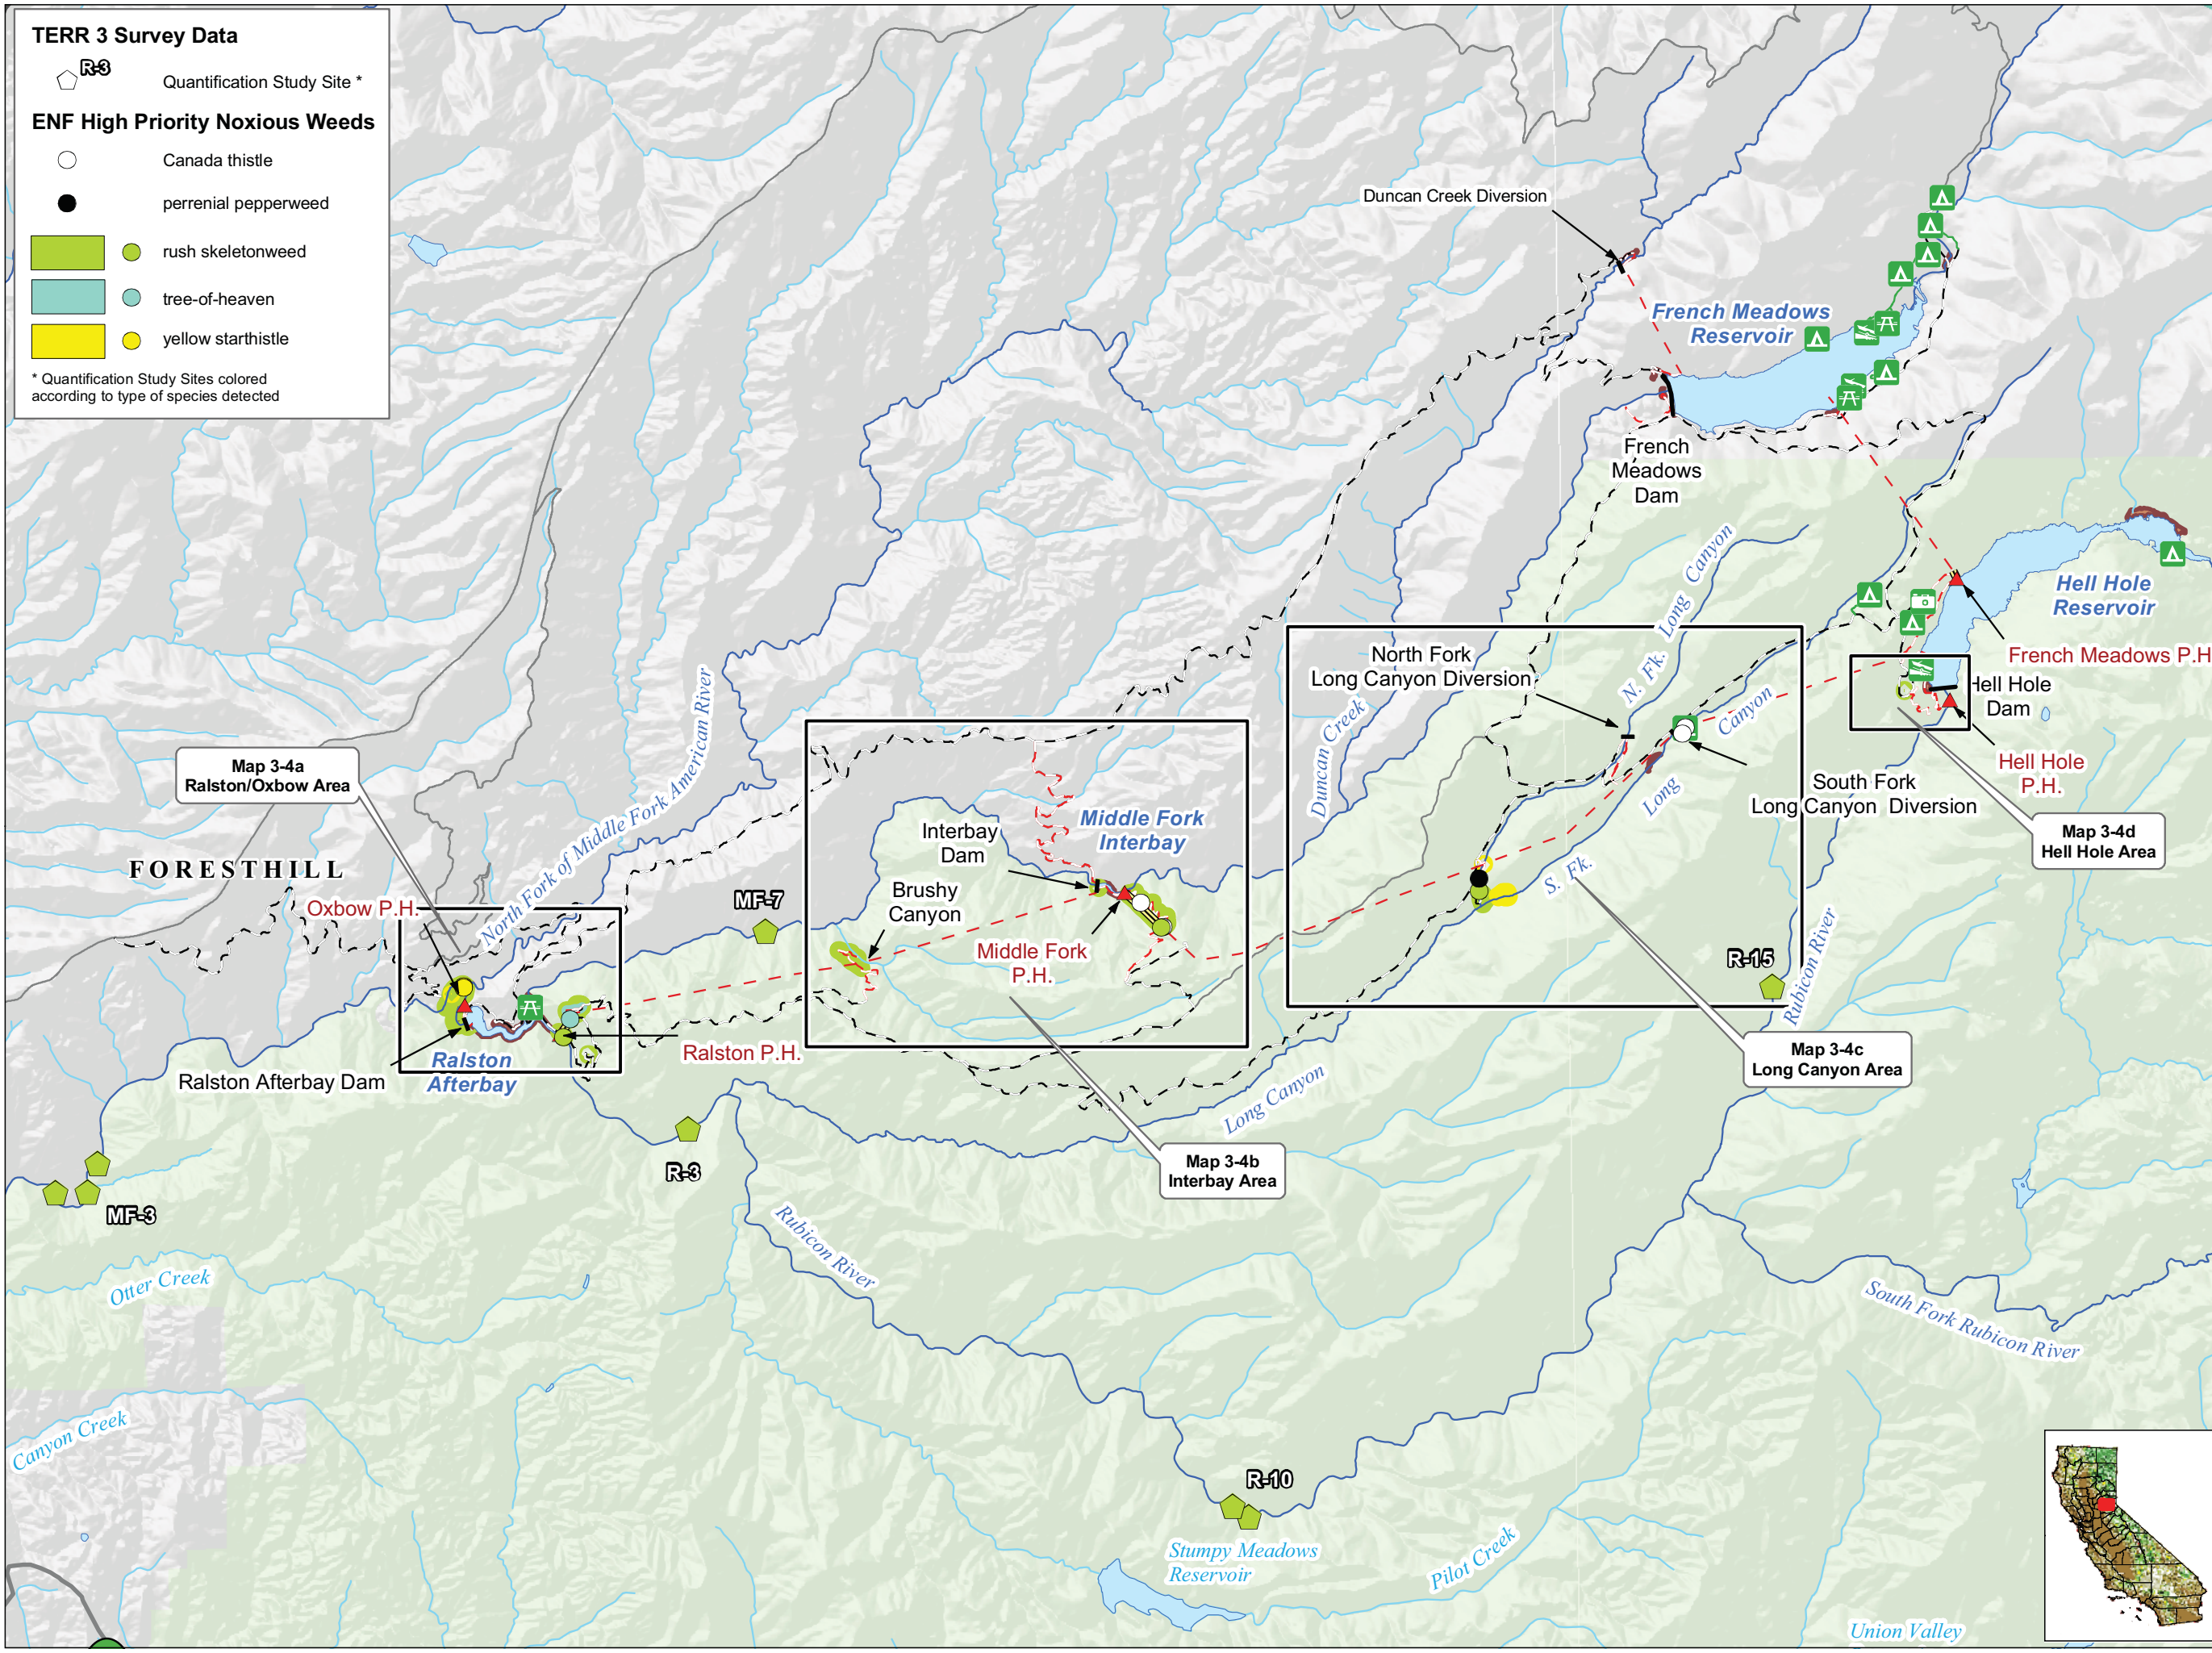 TERR 3 Survey Data
R-3
Quantification Study Site *
ENF High Priority Noxious Weeds
Canada thistle
perrenial pepperweed
rush skeletonweed
tree-of-heaven
yellow starthistle
* Quantification Study Sites colored
according to type of species detected
Duncan Creek Diversion
French Meadows
Reservoir
French
Meadows
Dam
Hell Hole
Reservoir
French Meadows P.H
Hell Hole
Dam
Hell Hole
P.H.
Map 3-4d
Hell Hole Area
N. Fk. Long Canyon
North Fork
Long Canyon Diversion
S. Fk. Long Canyon
South Fork
Long Canyon Diversion
Duncan Creek
Map 3-4a
Ralston/Oxbow Area
North Fork of Middle Fork American River
FORESTHILL
Oxbow P.H.
MF-7
Interbay
Dam
Middle Fork
Interbay
Brushy
Canyon
Middle Fork
P.H.
R-15
Rubicon River
Map 3-4c
Long Canyon Area
Ralston Afterbay Dam
Ralston
Afterbay
Ralston P.H.
Long Canyon
R-3
Map 3-4b
Interbay Area
MF-3
Rubicon River
Otter Creek
South Fork Rubicon River
Canyon Creek
R-10
Stumpy Meadows
Reservoir
Pilot Creek
Union Valley